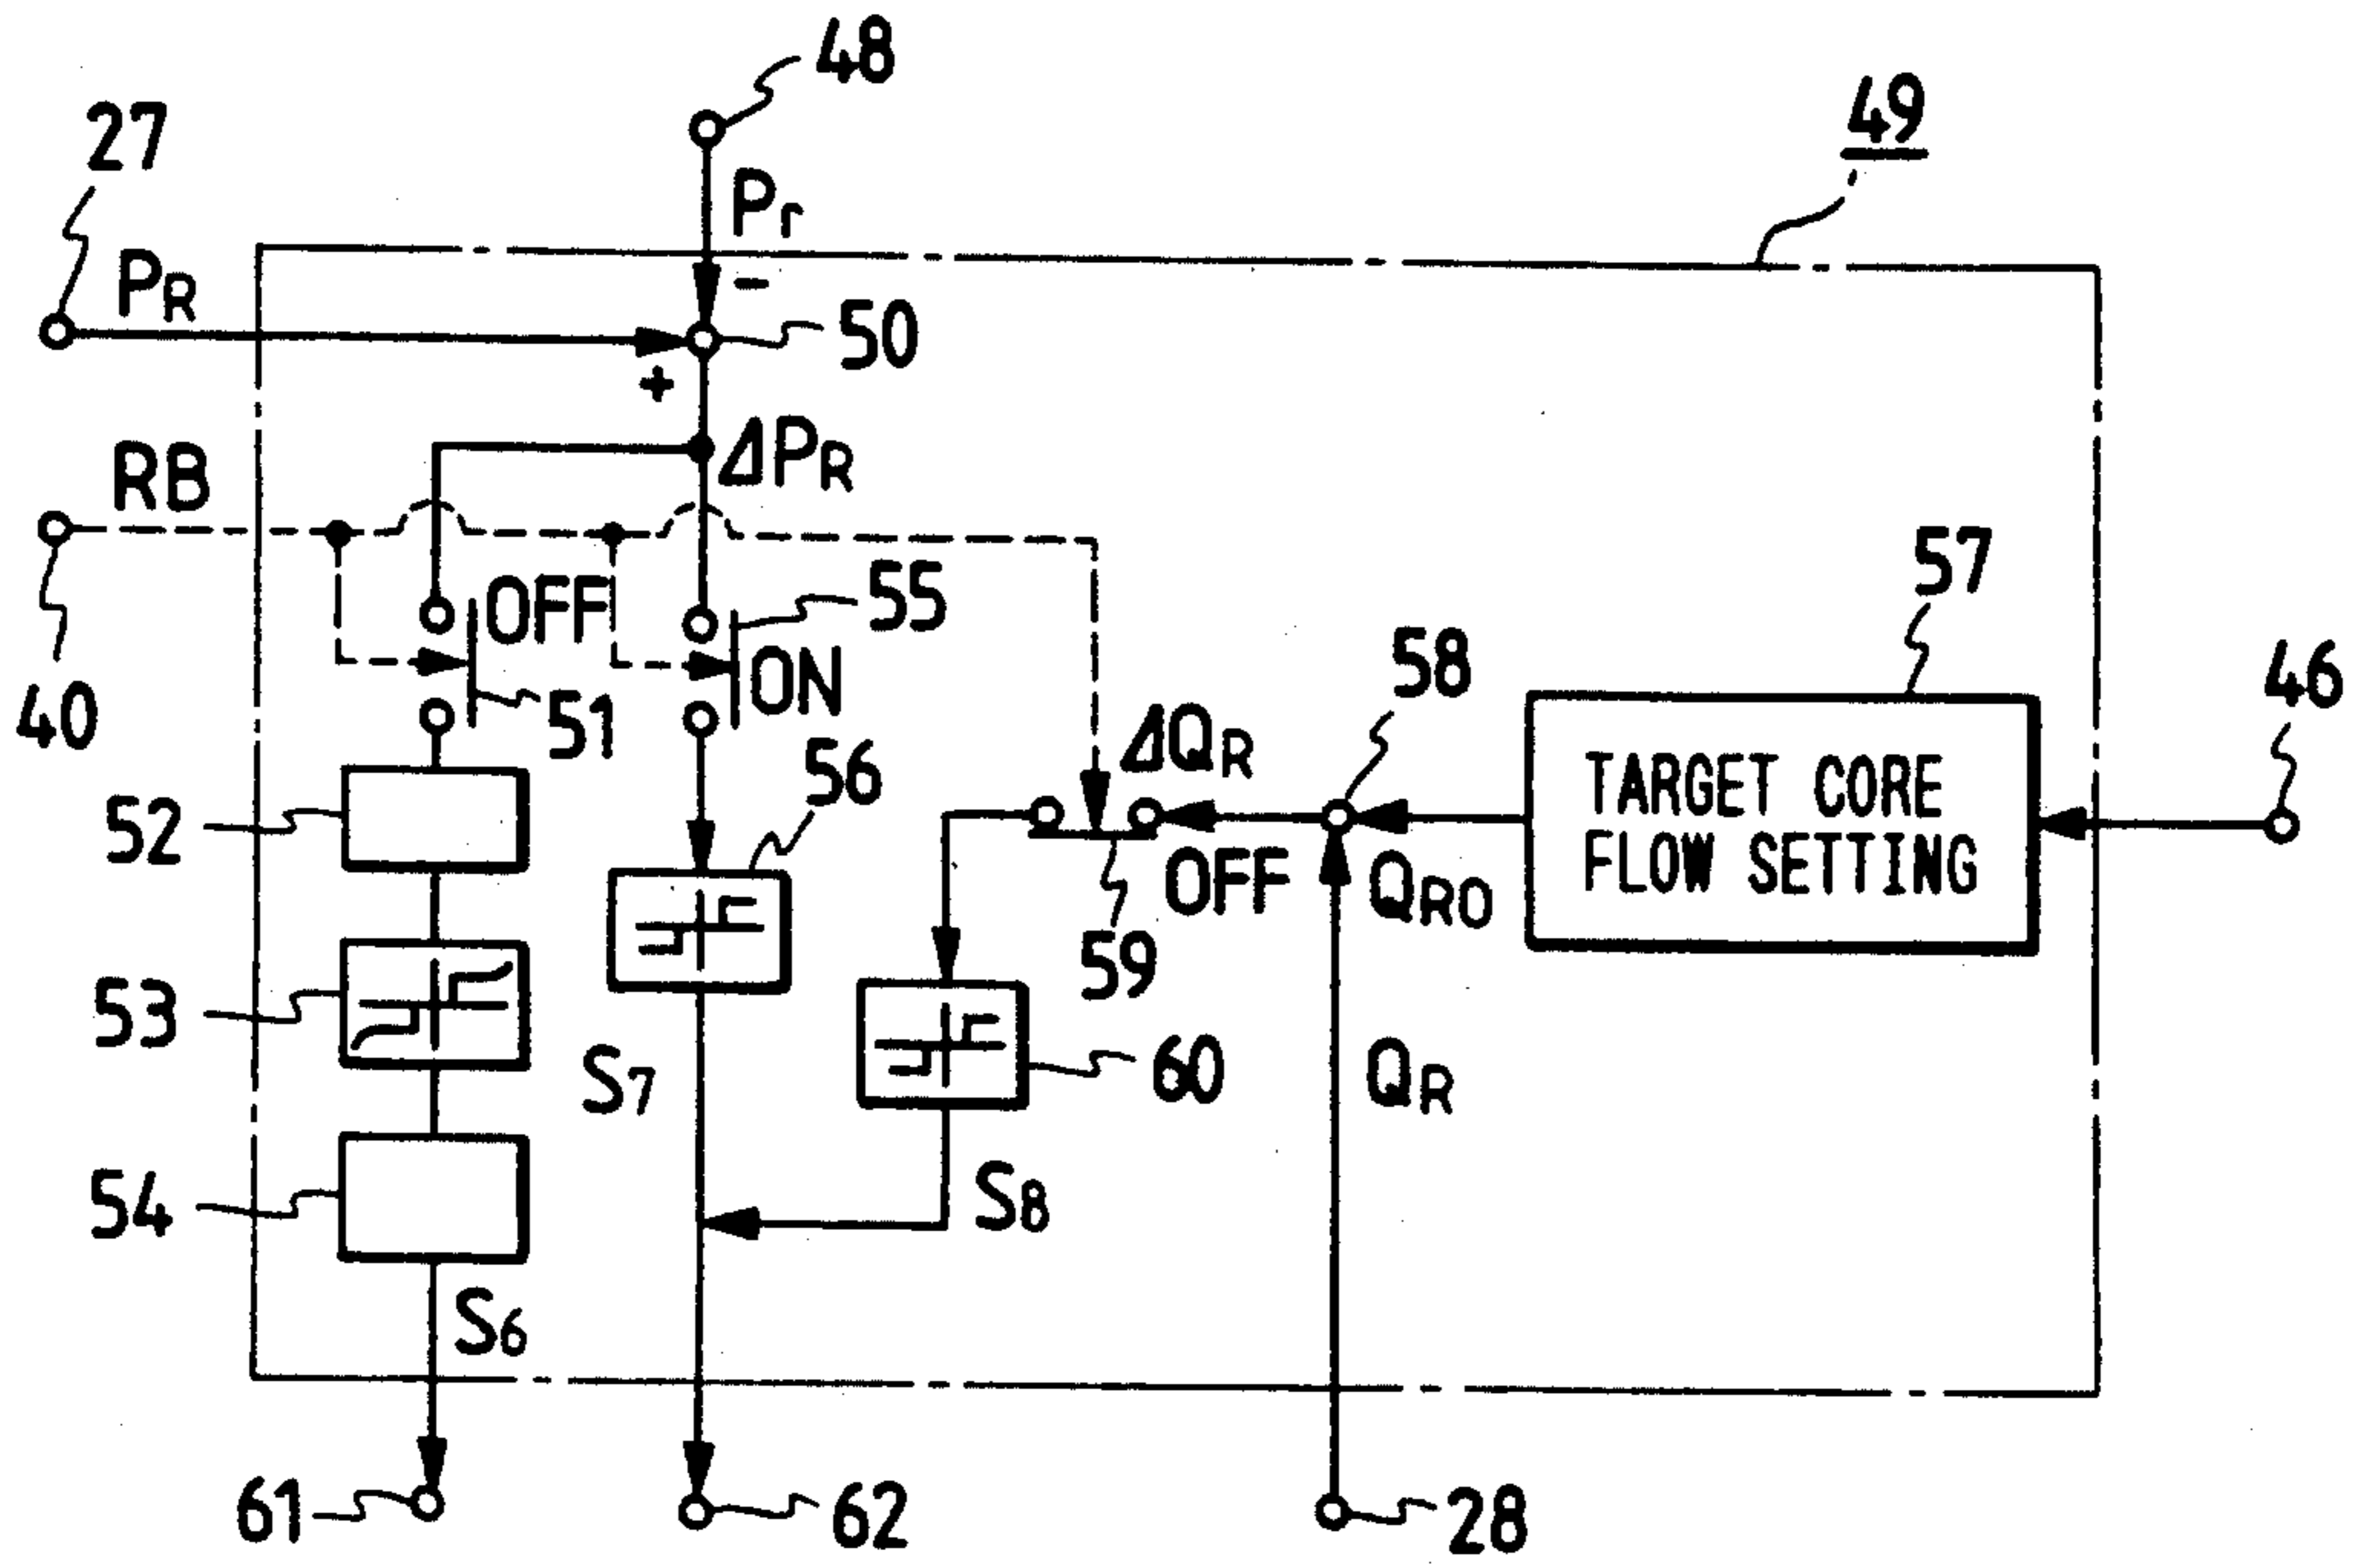 48
49
27
Pr
PR
-
50
+
ΔPR
RB
57
OFF
55
58
46
40
51
ON
ΔQR
56
TARGET CORE
FLOW SETTING
52
OFF
QRO
59
53
60
S7
QR
54
S8
S6
61
62
28